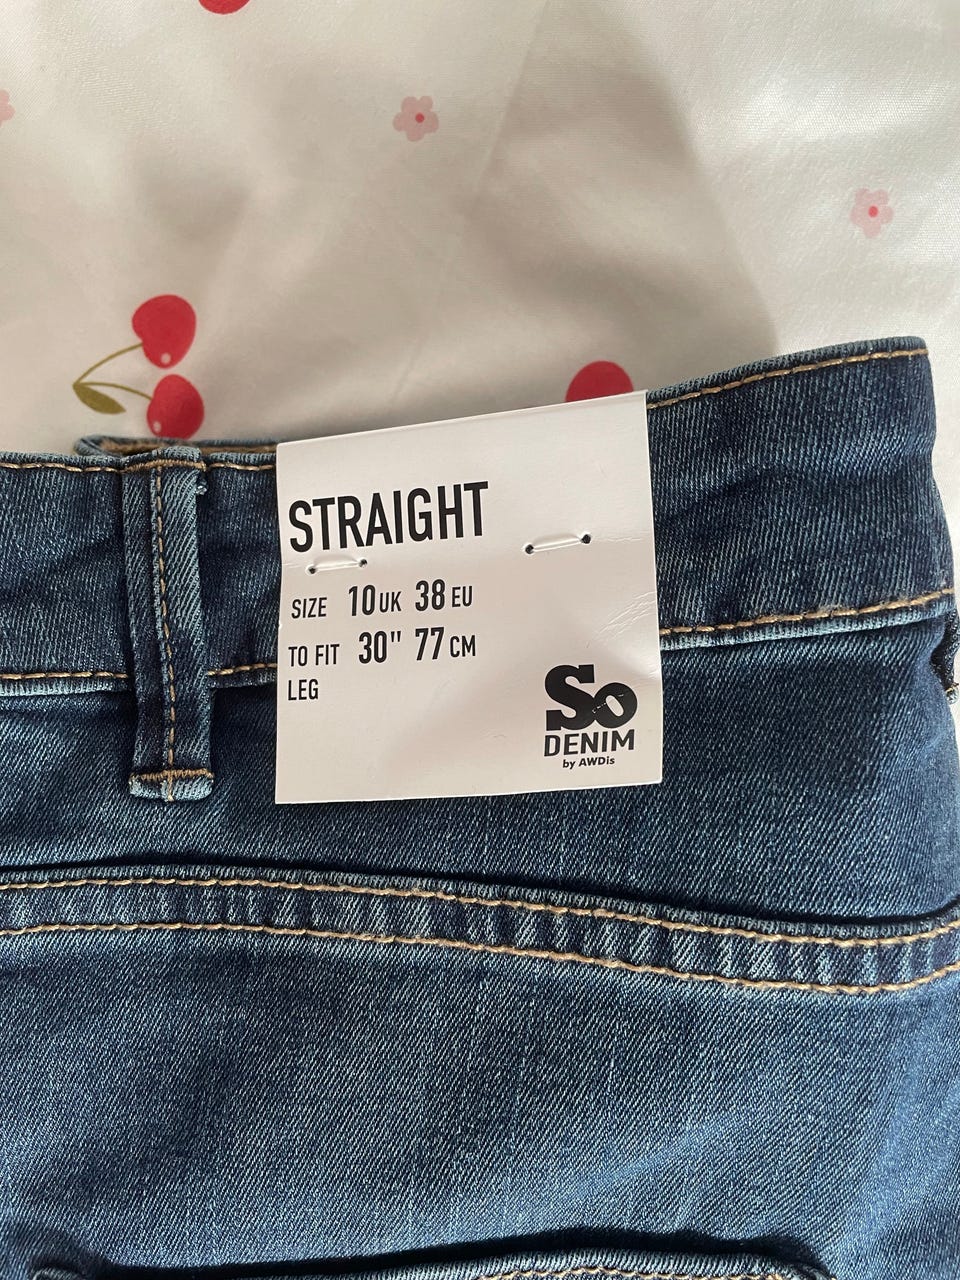 STRAIGHT
SIZE 10UK 38EU
TO FIT 30" 77CM
LEG
So
DENIM
by AWDis